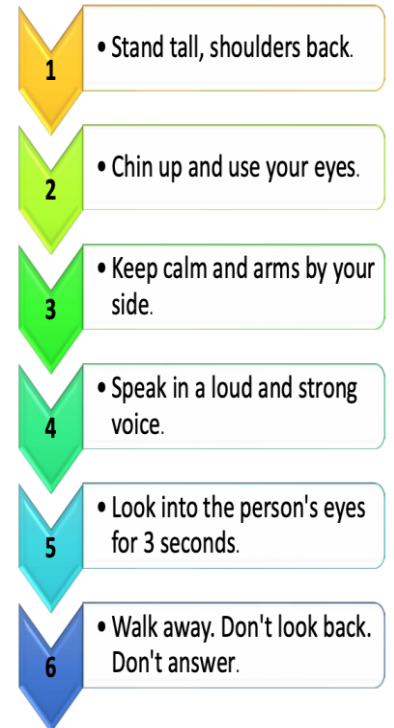 1
• Stand tall, shoulders back.
2
• Chin up and use your eyes.
3
• Keep calm and arms by your
side.
4
• Speak in a loud and strong
voice.
5
• Look into the person's eyes
for 3 seconds.
6
• Walk away. Don't look back.
Don't answer.